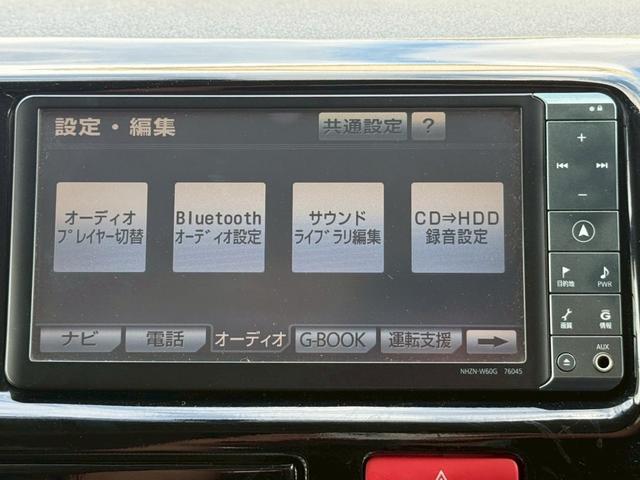 設定・編集 共通設定 ?
オーディオ
プレイヤー切替
Bluetooth
オーディオ設定
サウンド
ライブラリ編集
CD⇒HDD
録音設定
ナビ 電話 オーディオ G-BOOK 運転支援
NHZN-W60G 76045
+
−
目的地 PWR
画質 情報
AUX